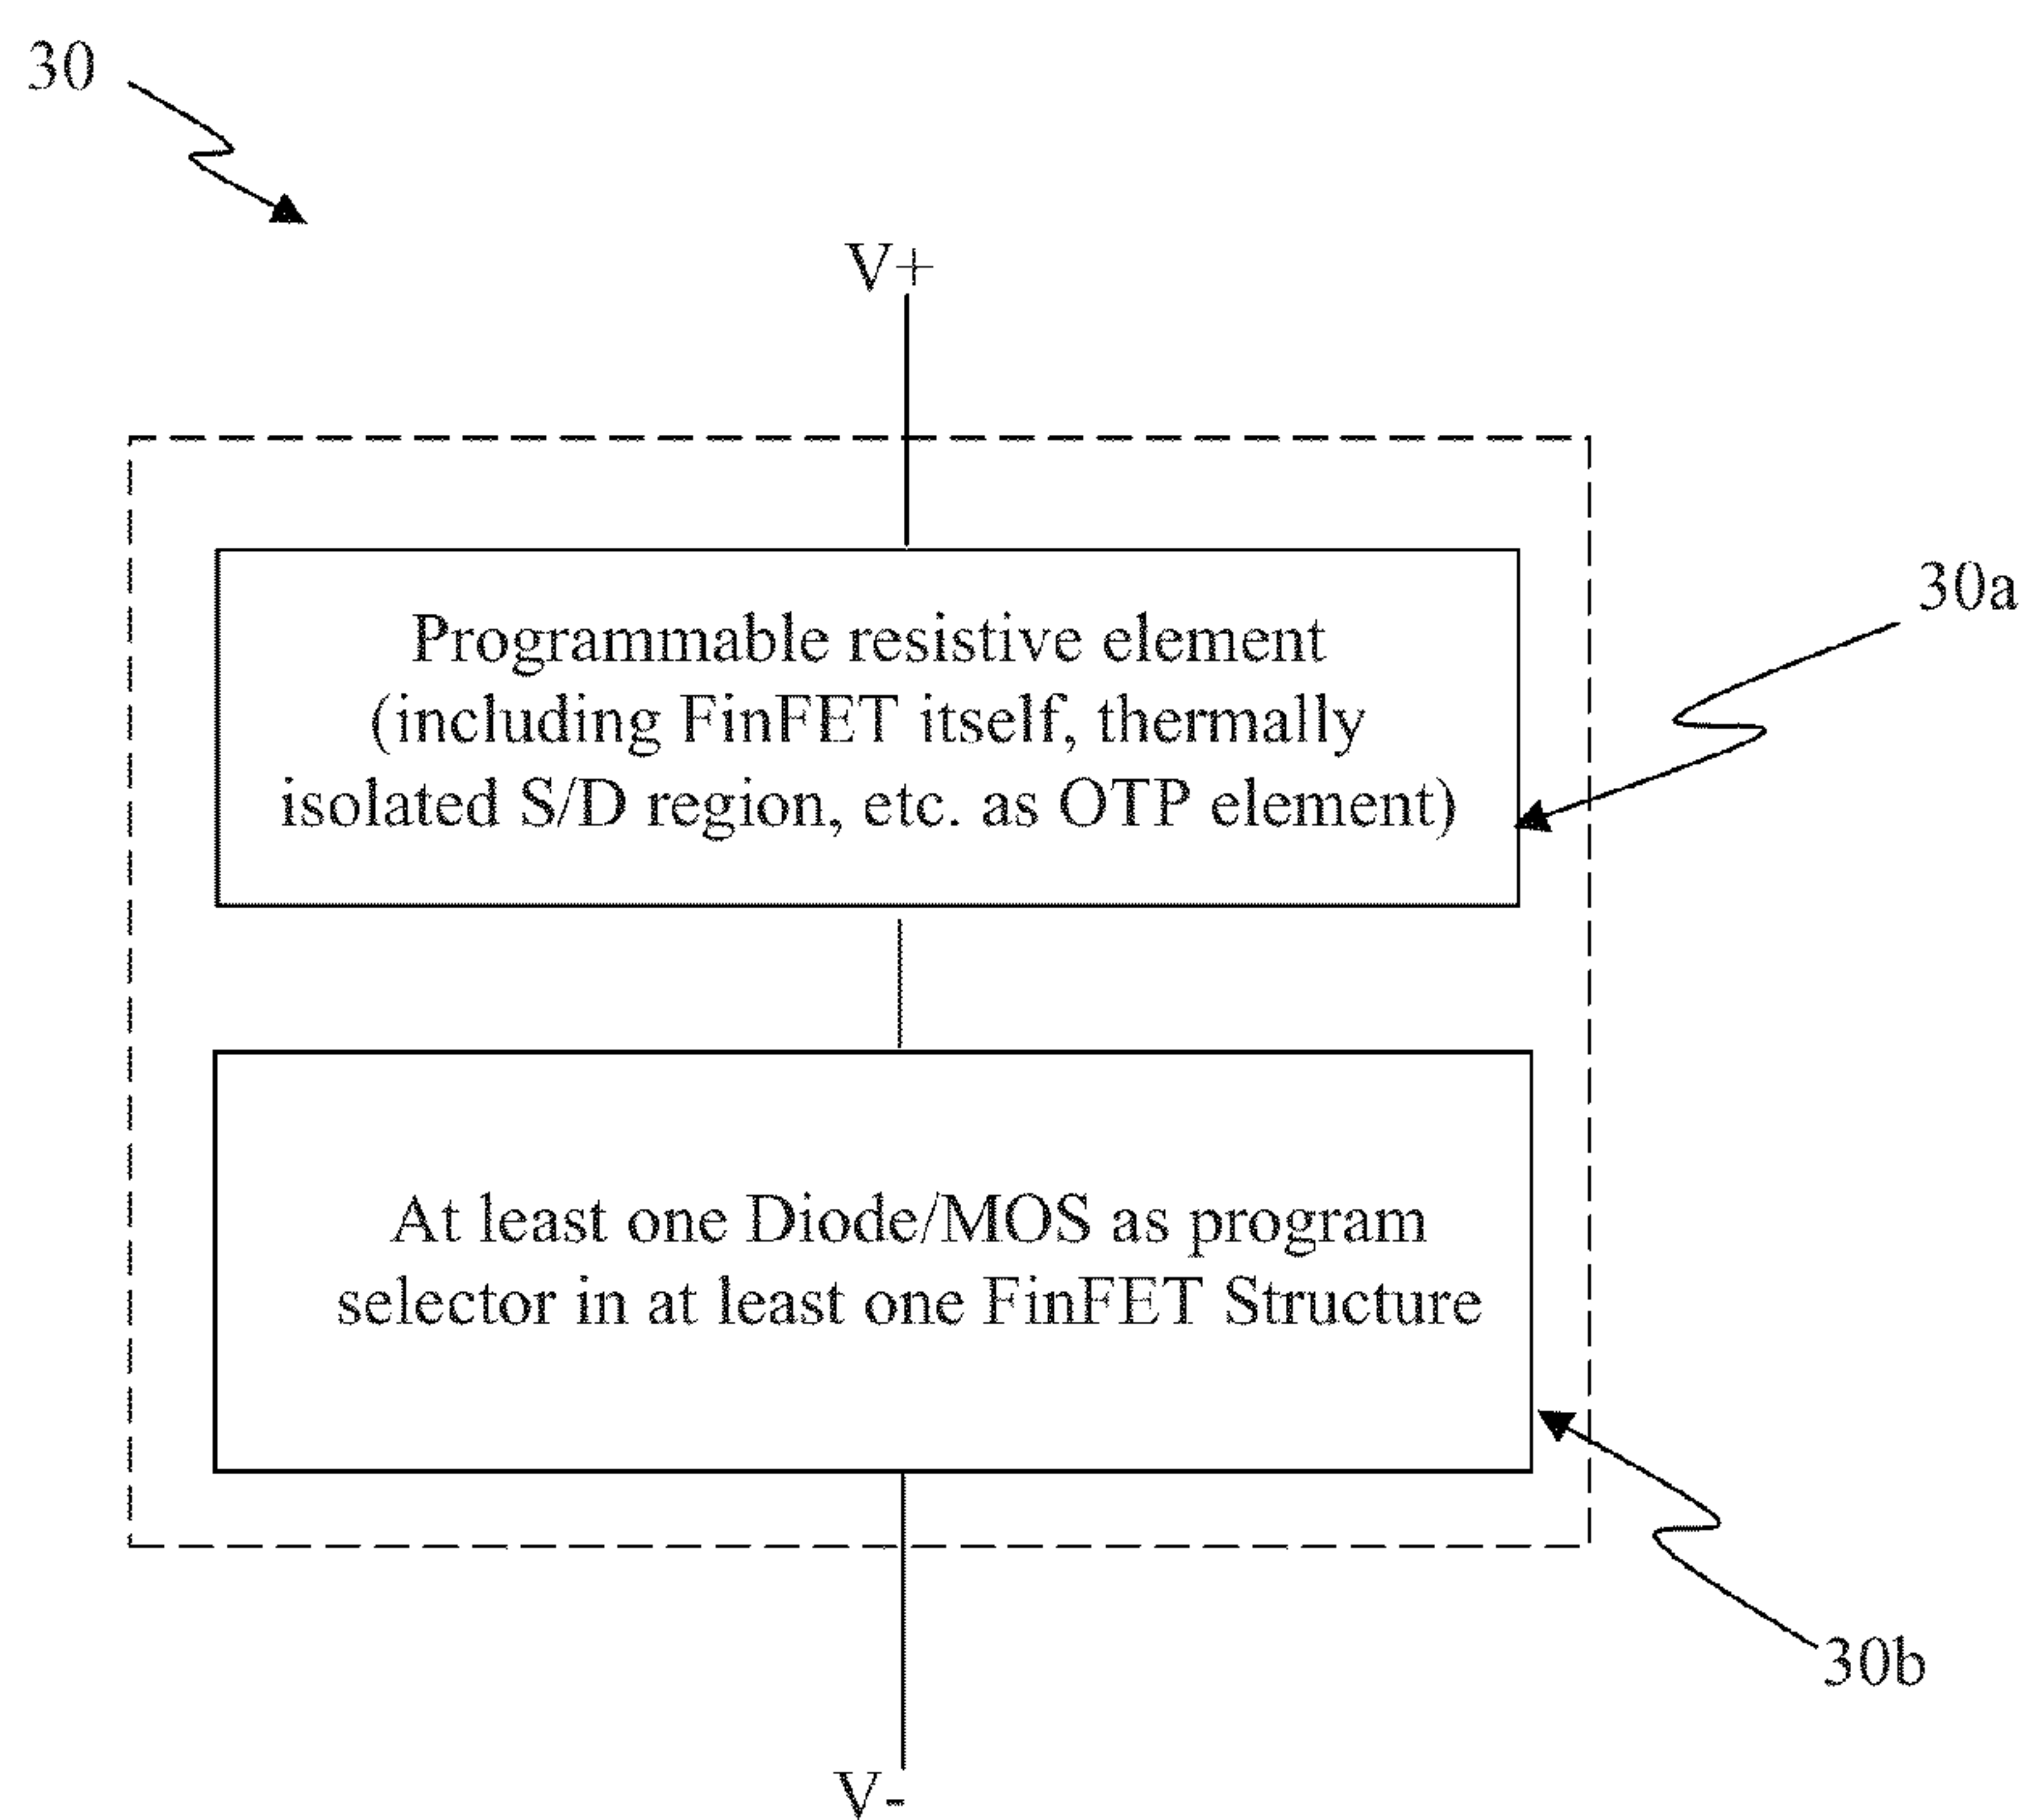 30
V+
Programmable resistive element
(including FinFET itself, thermally
isolated S/D region, etc. as OTP element)
30a
At least one Diode/MOS as program
selector in at least one FinFET Structure
30b
V-